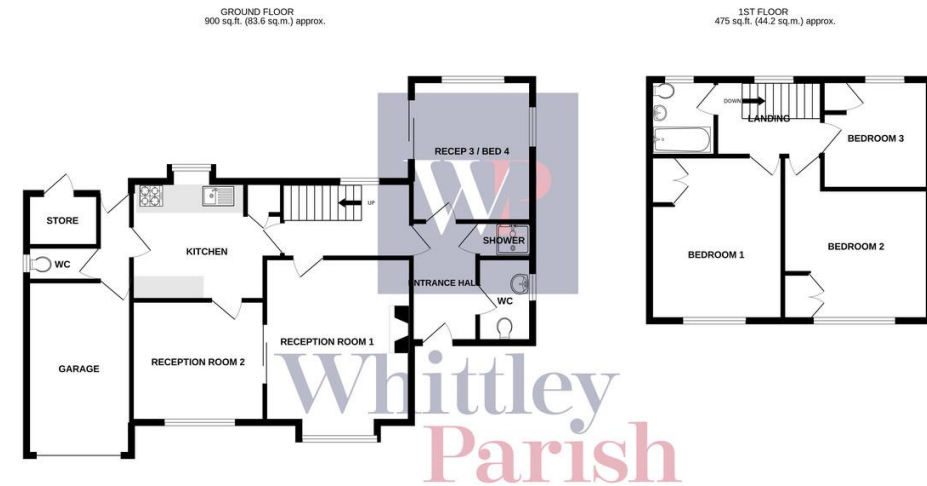 GROUND FLOOR
900 sq.ft. (83.6 sq.m.) approx.
1ST FLOOR
475 sq.ft. (44.2 sq.m.) approx.
RECEP 3 / BED 4
WP
STORE
KITCHEN
UP
SHOWER
WC
ENTRANCE HALL
WC
GARAGE
RECEPTION ROOM 2
RECEPTION ROOM 1
DOWN
LANDING
BEDROOM 3
BEDROOM 1
BEDROOM 2
Whittley
Parish